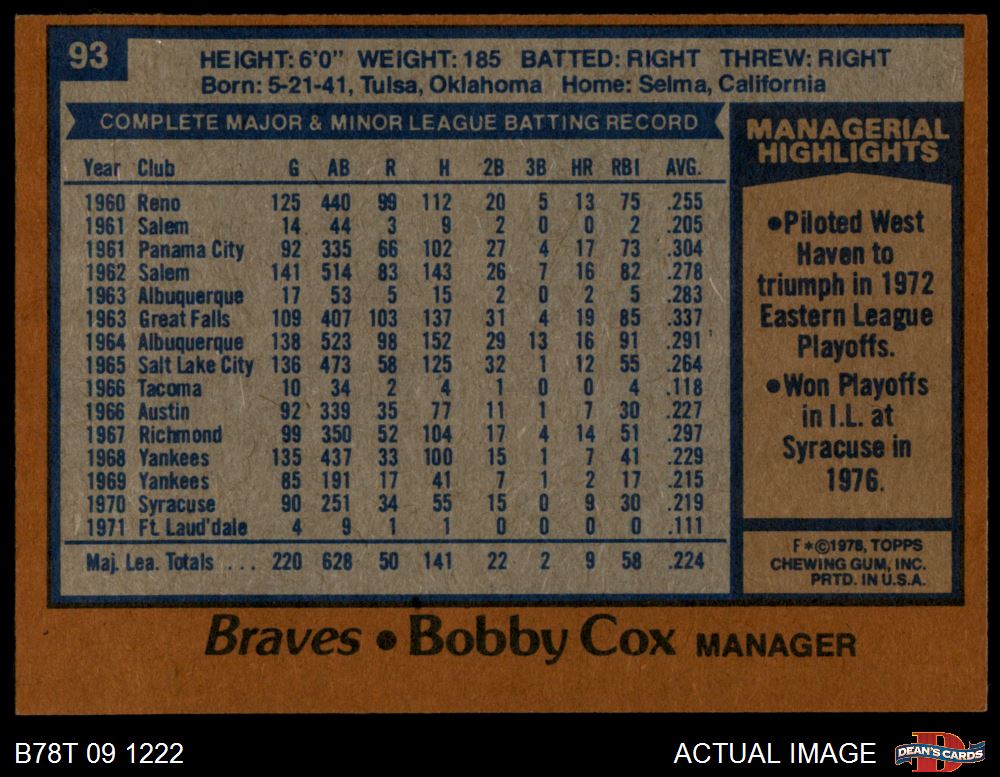 93
HEIGHT: 6'0" WEIGHT: 185 BATTED: RIGHT THREW: RIGHT
Born: 5-21-41, Tulsa, Oklahoma Home: Selma, California
COMPLETE MAJOR & MINOR LEAGUE BATTING RECORD
Year Club G AB R H 2B 3B HR RBI AVG.
1960 Reno 125 440 99 112 20 5 13 75 .255
1961 Salem 14 44 3 9 2 0 0 2 .205
1961 Panama City 92 335 66 102 27 4 17 73 .304
1962 Salem 141 514 83 143 26 7 16 82 .278
1963 Albuquerque 17 53 5 15 2 0 2 5 .283
1963 Great Falls 109 407 103 137 31 4 19 85 .337
1964 Albuquerque 138 523 98 152 29 13 16 91 .291
1965 Salt Lake City 136 473 58 125 32 1 12 55 .264
1966 Tacoma 10 34 2 4 1 0 0 4 .118
1966 Austin 92 339 35 77 11 1 7 30 .227
1967 Richmond 99 350 52 104 17 4 14 51 .297
1968 Yankees 135 437 33 100 15 1 7 41 .229
1969 Yankees 85 191 17 41 7 1 2 17 .215
1970 Syracuse 90 251 34 55 15 0 9 30 .219
1971 Ft. Laud'dale 4 9 1 1 0 0 0 0 .111
Maj. Lea. Totals . . . 220 628 50 141 22 2 9 58 .224
MANAGERIAL
HIGHLIGHTS
•Piloted West
Haven to
triumph in 1972
Eastern League
Playoffs.
•Won Playoffs
in I.L. at
Syracuse in
1976.
F*©1978, TOPPS
CHEWING GUM, INC.
PRTD. IN U.S.A.
Braves • Bobby Cox MANAGER
B78T 09 1222
ACTUAL IMAGE
DEAN'S CARDS